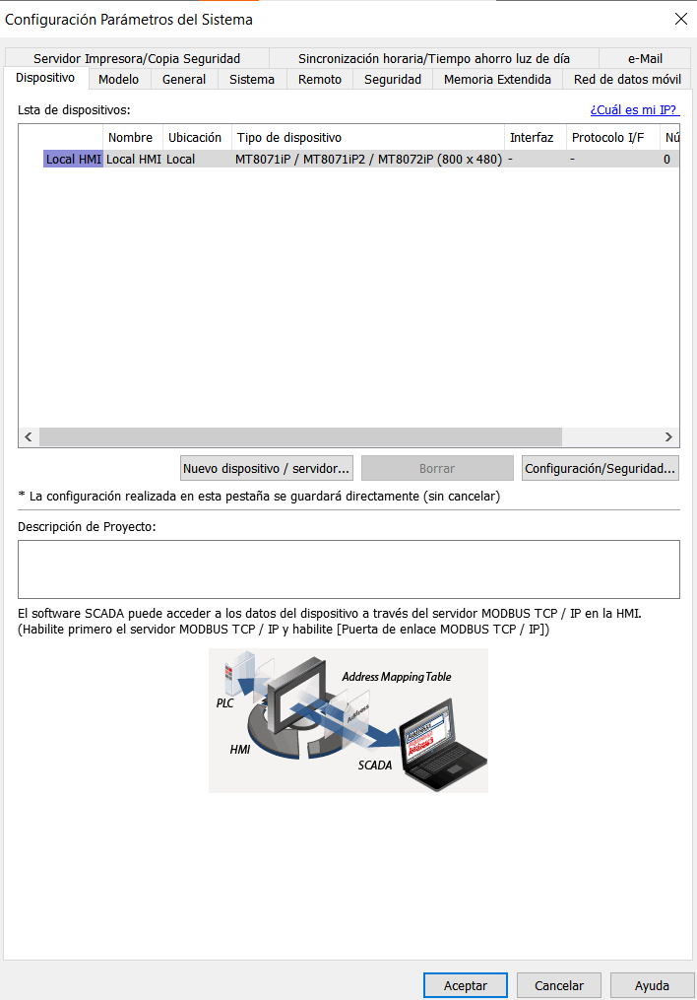 Configuración Parámetros del Sistema
Servidor Impresora/Copia Seguridad Sincronización horaria/Tiempo ahorro luz de día e-Mail
Dispositivo Modelo General Sistema Remoto Seguridad Memoria Extendida Red de datos móvil
Lsta de dispositivos: ¿Cuál es mi IP?
Nombre Ubicación Tipo de dispositivo Interfaz Protocolo I/F Nú
Local HMI Local HMI Local MT8071iP / MT8071iP2 / MT8072iP (800 x 480) - - 0
Nuevo dispositivo / servidor... Borrar Configuración/Seguridad...
* La configuración realizada en esta pestaña se guardará directamente (sin cancelar)
Descripción de Proyecto:
El software SCADA puede acceder a los datos del dispositivo a través del servidor MODBUS TCP / IP en la HMI.
(Habilite primero el servidor MODBUS TCP / IP y habilite [Puerta de enlace MODBUS TCP / IP])
Address Mapping Table
PLC
Address
HMI
SCADA
Aceptar Cancelar Ayuda